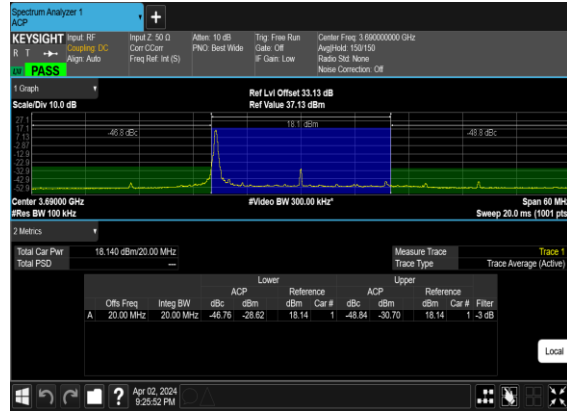 Spectrum Analyzer 1
ACP
KEYSIGHT
R T
LW PASS
Input: RF
Coupling: DC
Align: Auto
Input Z: 50 Ω
Corr CCorr
Freq Ref: Int (S)
Atten: 10 dB
PNO: Best Wide
Trig: Free Run
Gate: Off
IF Gain: Low
Center Freq: 3.690000000 GHz
Avg|Hold: 150/150
Radio Std: None
Noise Correction: Off
1 Graph
Scale/Div 10.0 dB
Ref Lvl Offset 33.13 dB
Ref Value 37.13 dBm
27.1
17.1
7.13
-2.87
-12.9
-22.9
-32.9
-42.9
-52.9
-46.8 dBc
18.1 dBm
-48.8 dBc
Center 3.69000 GHz
#Video BW 300.00 kHz*
Span 60 MHz
#Res BW 100 kHz
Sweep 20.0 ms (1001 pts
2 Metrics
Total Car Pwr 18.140 dBm/20.00 MHz
Total PSD ---
Measure Trace Trace 1
Trace Type Trace Average (Active)
Lower Upper
ACP Reference ACP Reference
Offs Freq Integ BW dBc dBm dBm Car # dBc dBm dBm Car # Filter
A 20.00 MHz 20.00 MHz -46.76 -28.62 18.14 1 -48.84 -30.70 18.14 1 -3 dB
Local
?
Apr 02, 2024
9:25:52 PM